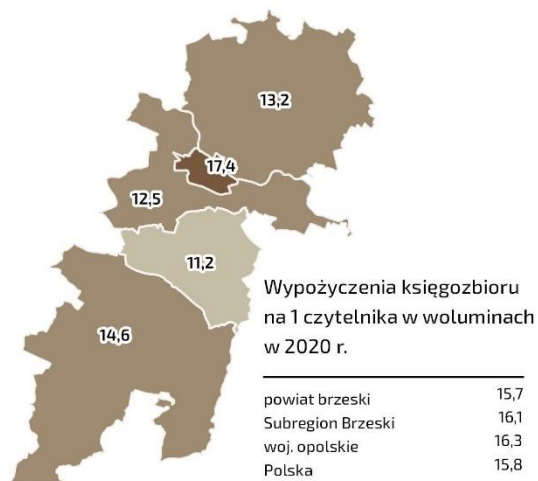 13,2
17,4
12,5
11,2
14,6
Wypożyczenia księgozbioru
na 1 czytelnika w woluminach
w 2020 r.
powiat brzeski 15,7
Subregion Brzeski 16,1
woj. opolskie 16,3
Polska 15,8